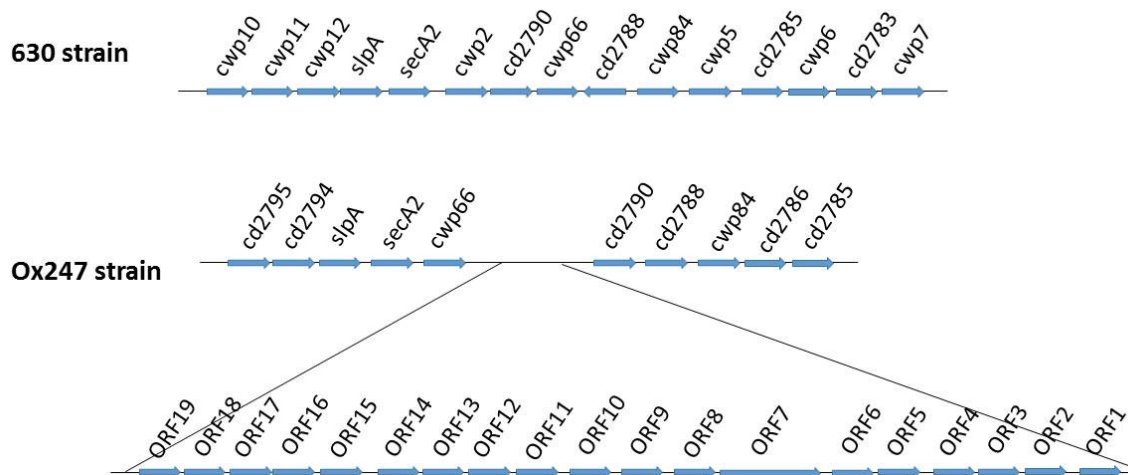 630 strain
cwp10 cwp11 cwp12 slpA secA2 cwp2 cd2790 cwp66 cd2788 cwp84 cwp5 cd2785 cwp6 cd2783 cwp7
Ox247 strain
cd2795 cd2794 slpA secA2 cwp66 cd2790 cd2788 cwp84 cd2786 cd2785
ORF19 ORF18 ORF17 ORF16 ORF15 ORF14 ORF13 ORF12 ORF11 ORF10 ORF9 ORF8 ORF7 ORF6 ORF5 ORF4 ORF3 ORF2 ORF1